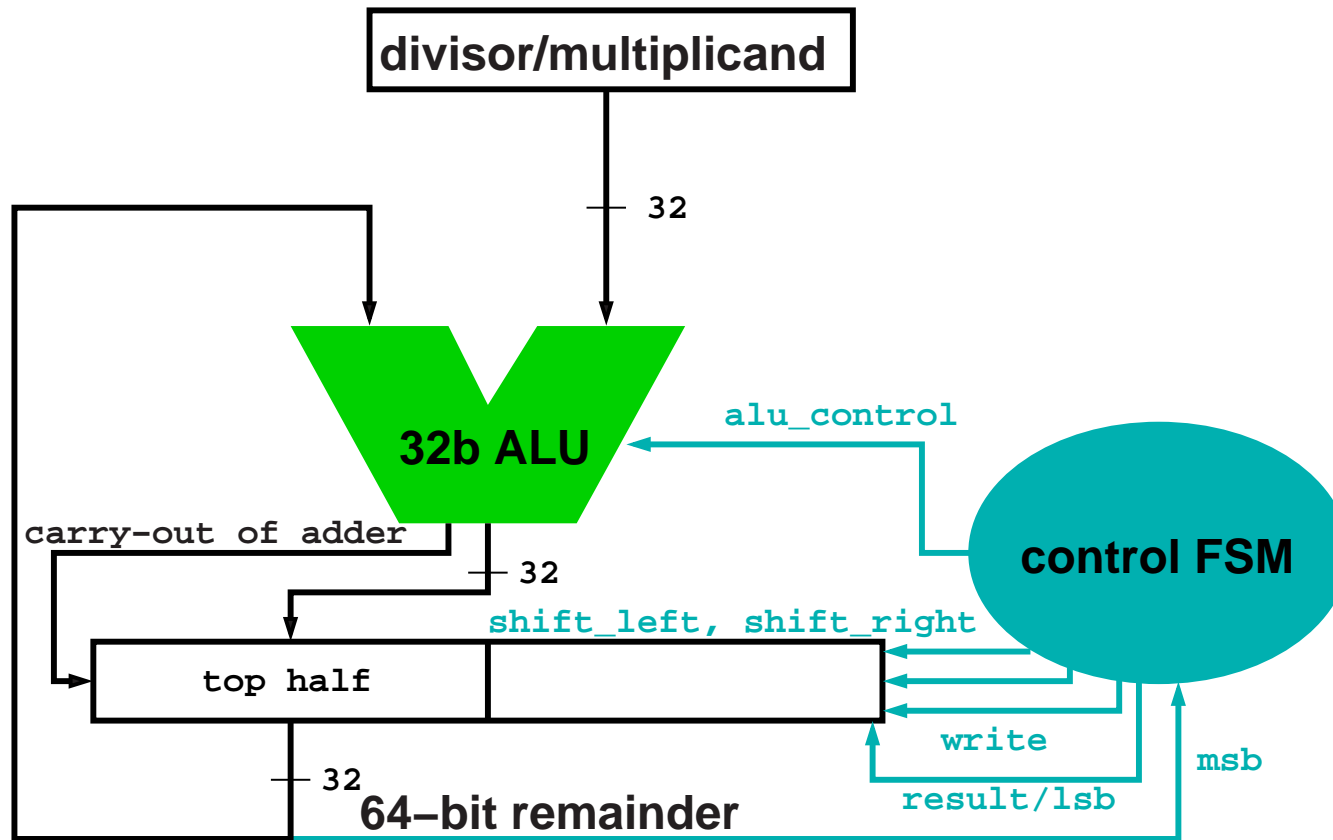 divisor/multiplicand
32
alu_control
32b ALU
carry–out of adder
control FSM
32
shift_left, shift_right
top half
write
msb
32
result/lsb
64–bit remainder